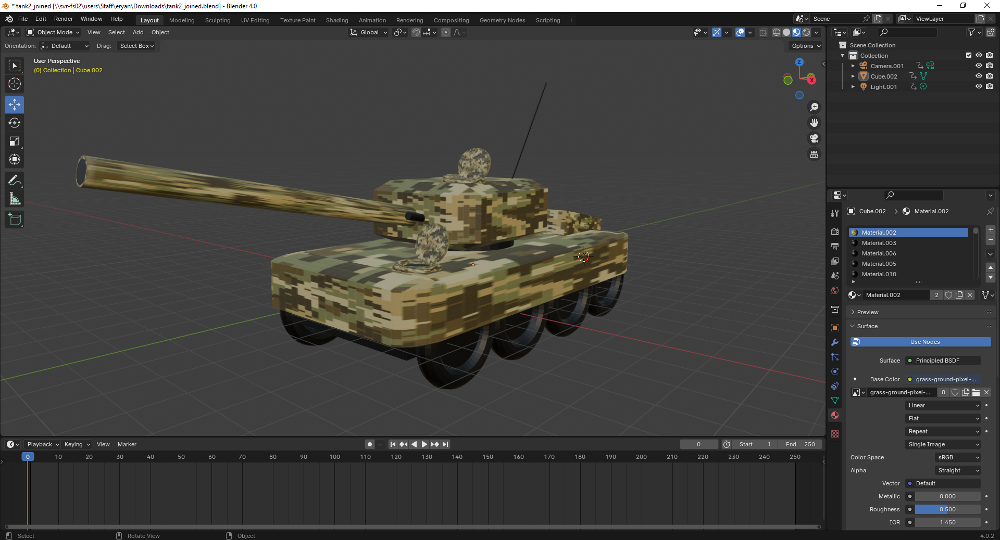 * tank2_joined [\\svr-fs02\users\Staff\eryan\Downloads\tank2_joined.blend] - Blender 4.0
File Edit Render Window Help Layout Modeling Sculpting UV Editing Texture Paint Shading Animation Rendering Compositing Geometry Nodes Scripting + Scene ViewLayer
Object Mode View Select Add Object Global
Orientation: Default Drag: Select Box Options
User Perspective
(0) Collection | Cube.002
Z
X
Scene Collection
Collection
Camera.001
Cube.002
Light.001
Cube.002 > Material.002
Material.002
Material.003
Material.006
Material.005
Material.010
Material.002 2
Preview
Surface
Use Nodes
Surface Principled BSDF
Base Color grass-ground-pixel-...
grass-ground-pixel-... 8
Linear
Flat
Repeat
Single Image
Color Space sRGB
Alpha Straight
Vector Default
Metallic 0.000
Roughness 0.500
IOR 1.450
Playback Keying View Marker 0 Start 1 End 250
0 10 20 30 40 50 60 70 80 90 100 110 120 130 140 150 160 170 180 190 200 210 220 230 240 250
Select Rotate View Object 4.0.2